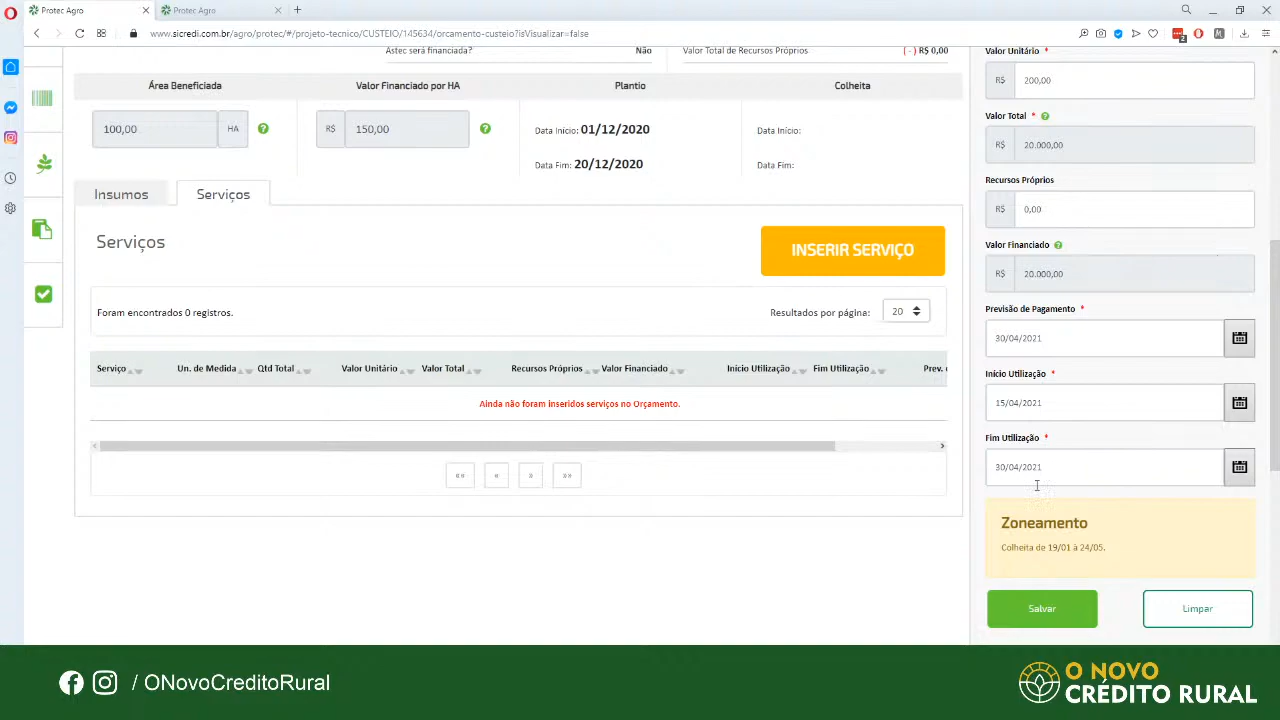 Protec Agro
Protec Agro
www.sicredi.com.br/agro/protec/#/projeto-tecnico/CUSTEIO/145634/orcamento-custeio?isVisualize=false
Astec será financiada?
Não
Valor Total de Recursos Próprios
( - ) R$ 0,00
Área Beneficiada
Valor Financiado por HA
Plantio
Colheita
100,00
HA
R$
150,00
Data Início: 01/12/2020
Data Início:
Data Fim: 20/12/2020
Data Fim:
Insumos
Serviços
Serviços
INSERIR SERVIÇO
Foram encontrados 0 registros.
Resultados por página:
20
Serviço
Un. de Medida
Qtd Total
Valor Unitário
Valor Total
Recursos Próprios
Valor Financiado
Início Utilização
Fim Utilização
Prev.
Ainda não foram inseridos serviços no Orçamento.
««
«
»
»»
Valor Unitário *
R$
200,00
Valor Total *
R$
20.000,00
Recursos Próprios
R$
0,00
Valor Financiado
R$
20.000,00
Previsão de Pagamento *
30/04/2021
Início Utilização *
15/04/2021
Fim Utilização *
30/04/2021
Zoneamento
Colheita de 19/01 à 24/05.
Salvar
Limpar
/ ONovoCreditoRural
O NOVO
CRÉDITO RURAL